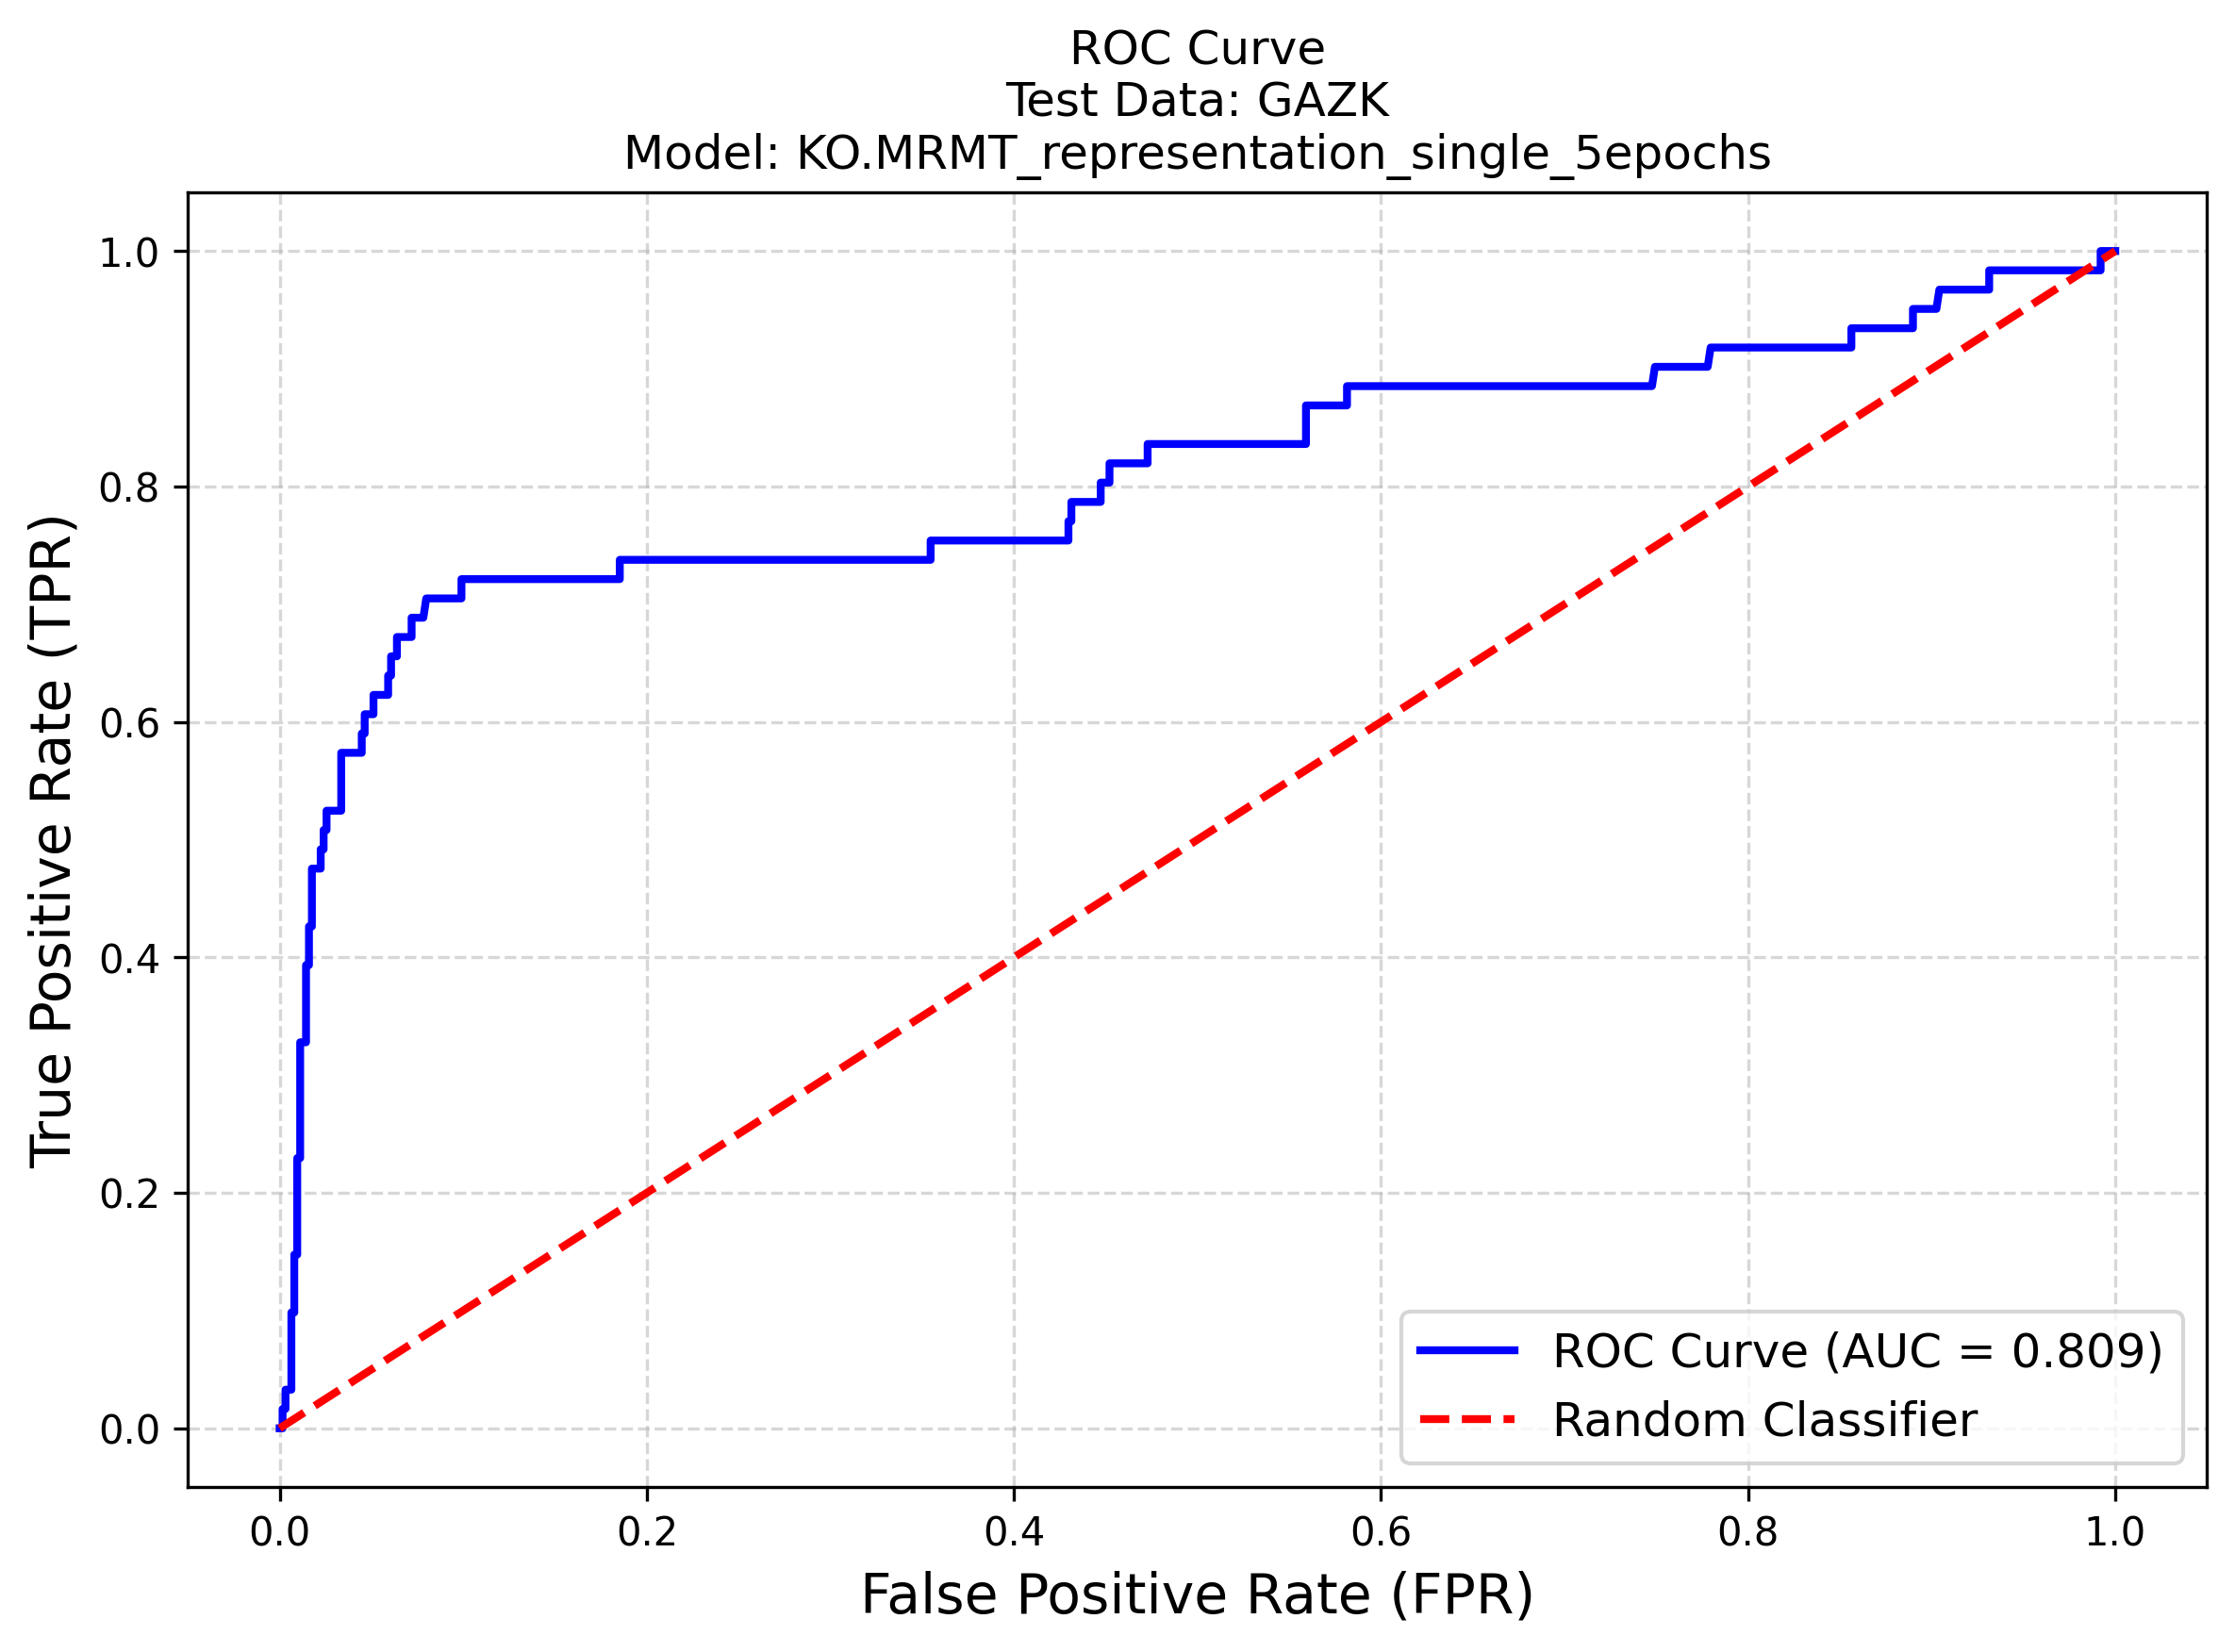 ROC Curve
Test Data: GAZK
Model: KO.MRMT_representation_single_5epochs
True Positive Rate (TPR)
1.0
0.8
0.6
0.4
0.2
0.0
ROC Curve (AUC = 0.809)
Random Classifier
0.0 0.2 0.4 0.6 0.8 1.0
False Positive Rate (FPR)